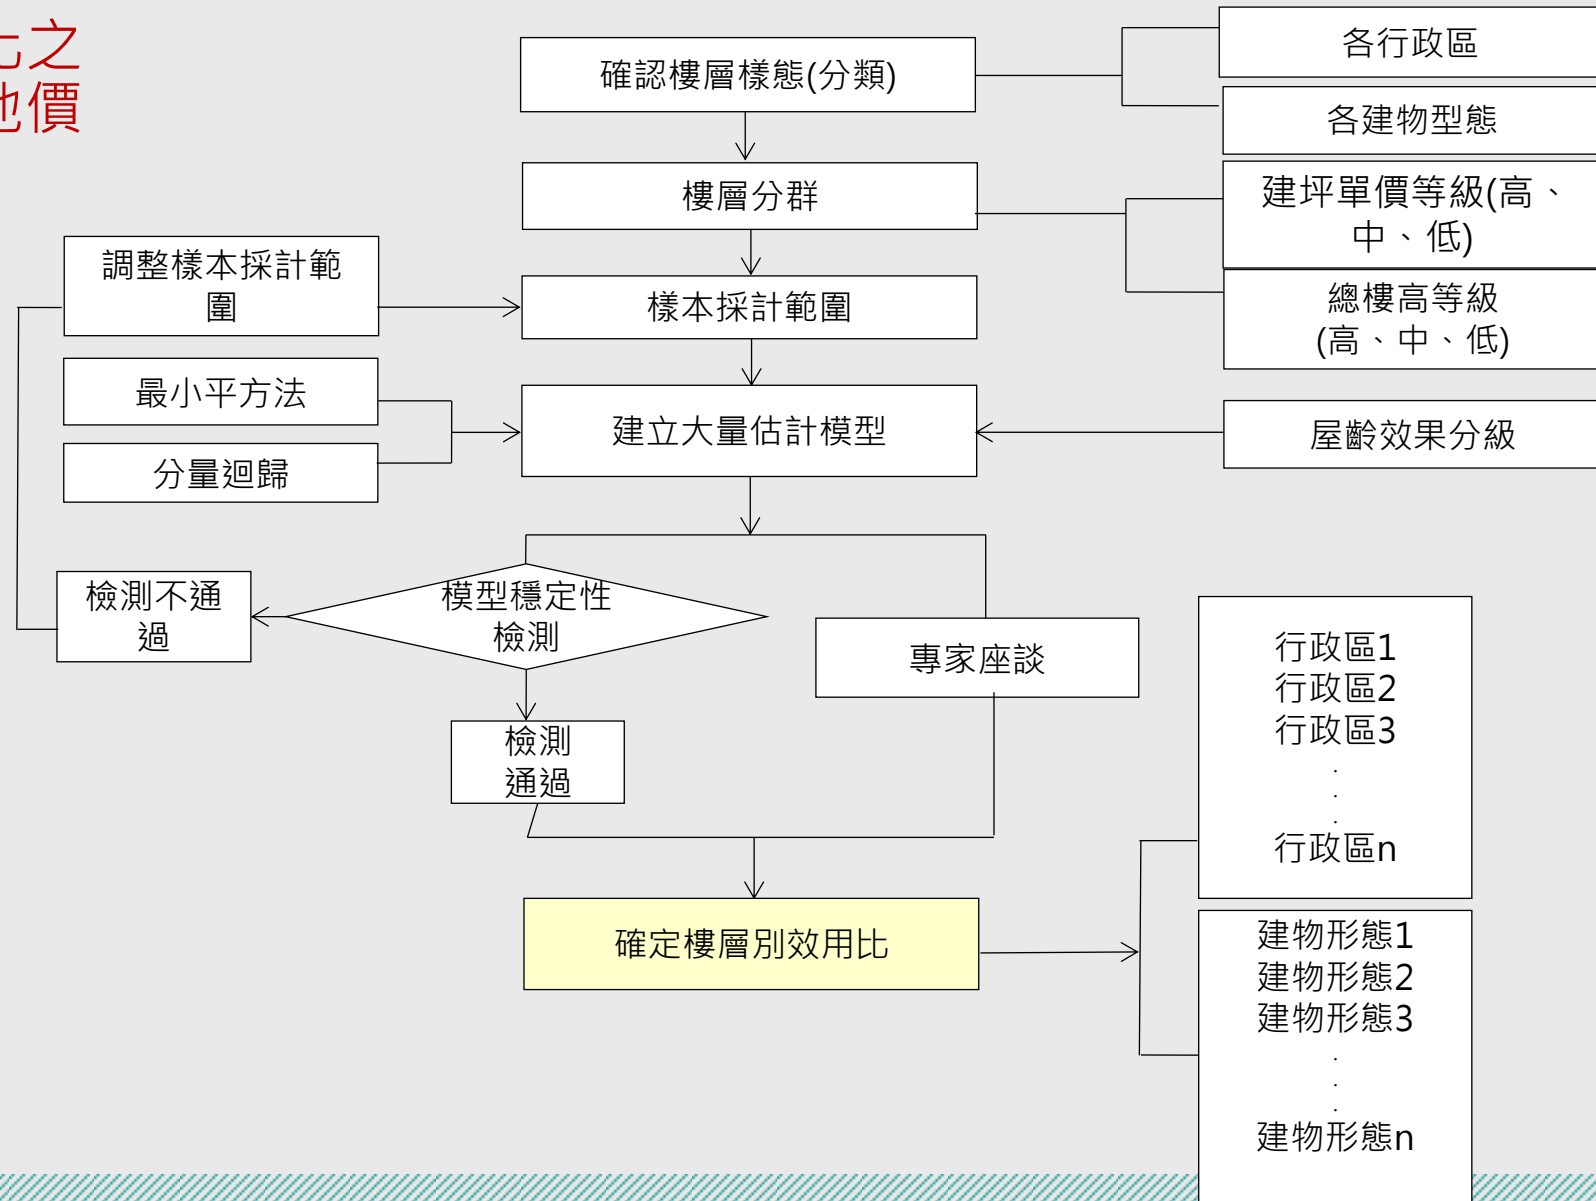 之
地價
確認樓層樣態(分類)
各行政區
各建物型態
樓層分群
建坪單價等級(高、
中、低)
總樓高等級
(高、中、低)
調整樣本採計範
圍
樣本採計範圍
最小平方法
分量迴歸
建立大量估計模型
屋齡效果分級
模型穩定性
檢測
檢測不通
過
專家座談
檢測
通過
確定樓層別效用比
行政區1
行政區2
行政區3
.
.
.
行政區n
建物形態1
建物形態2
建物形態3
.
.
.
建物形態n